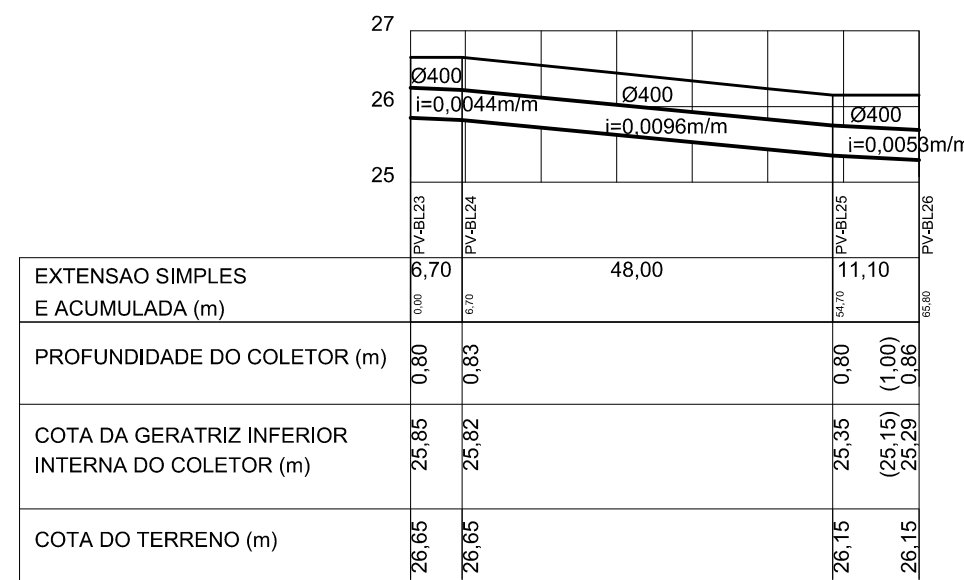 27
26
25
Ø400
i=0,0044m/m
Ø400
i=0,0096m/m
Ø400
i=0,0053m/m
PV-BL23
PV-BL24
PV-BL25
PV-BL26
EXTENSAO SIMPLES
E ACUMULADA (m)
6,70
48,00
11,10
0,00
6,70
54,70
65,80
PROFUNDIDADE DO COLETOR (m)
0,80
0,83
0,80
(1,00)
0,86
COTA DA GERATRIZ INFERIOR
INTERNA DO COLETOR (m)
25,85
25,82
25,35
(25,15)
25,29
COTA DO TERRENO (m)
26,65
26,65
26,15
26,15